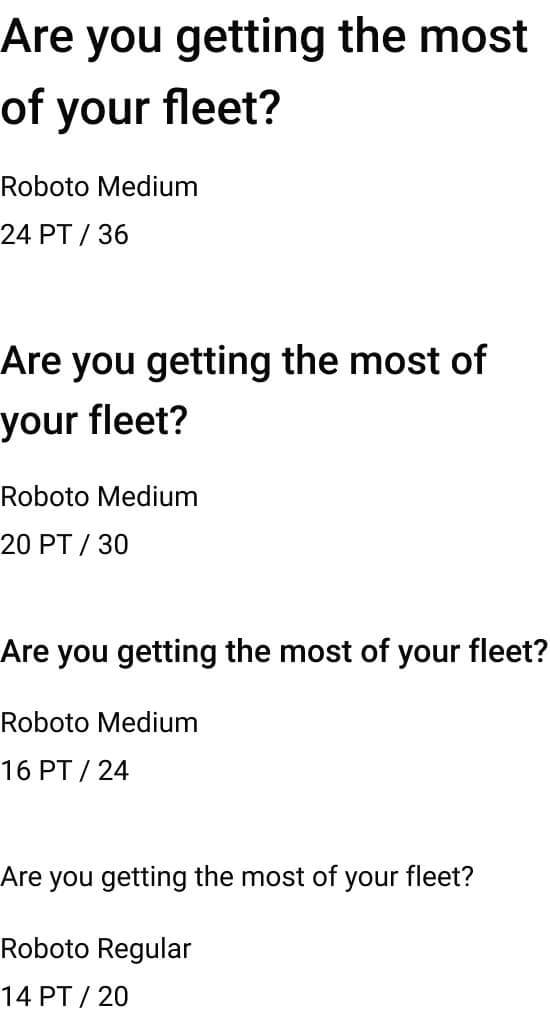 Are you getting the most
of your fleet?
Roboto Medium
24 PT / 36
Are you getting the most of
your fleet?
Roboto Medium
20 PT / 30
Are you getting the most of your fleet?
Roboto Medium
16 PT / 24
Are you getting the most of your fleet?
Roboto Regular
14 PT / 20